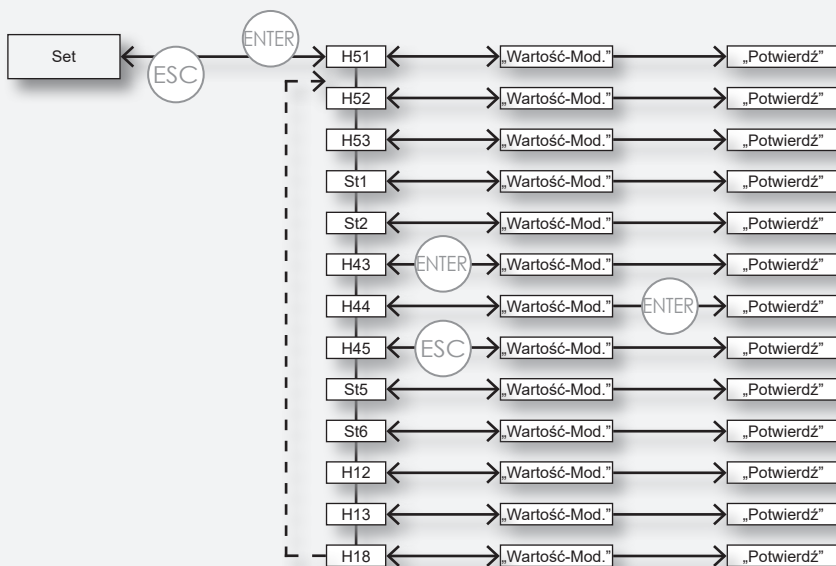 ENTER
Set
ESC
H51 „Wartość-Mod.” „Potwierdź”
H52 „Wartość-Mod.” „Potwierdź”
H53 „Wartość-Mod.” „Potwierdź”
St1 „Wartość-Mod.” „Potwierdź”
St2 „Wartość-Mod.” „Potwierdź”
H43 ENTER „Wartość-Mod.” „Potwierdź”
H44 „Wartość-Mod.” ENTER „Potwierdź”
H45 ESC „Wartość-Mod.” „Potwierdź”
St5 „Wartość-Mod.” „Potwierdź”
St6 „Wartość-Mod.” „Potwierdź”
H12 „Wartość-Mod.” „Potwierdź”
H13 „Wartość-Mod.” „Potwierdź”
H18 „Wartość-Mod.” „Potwierdź”